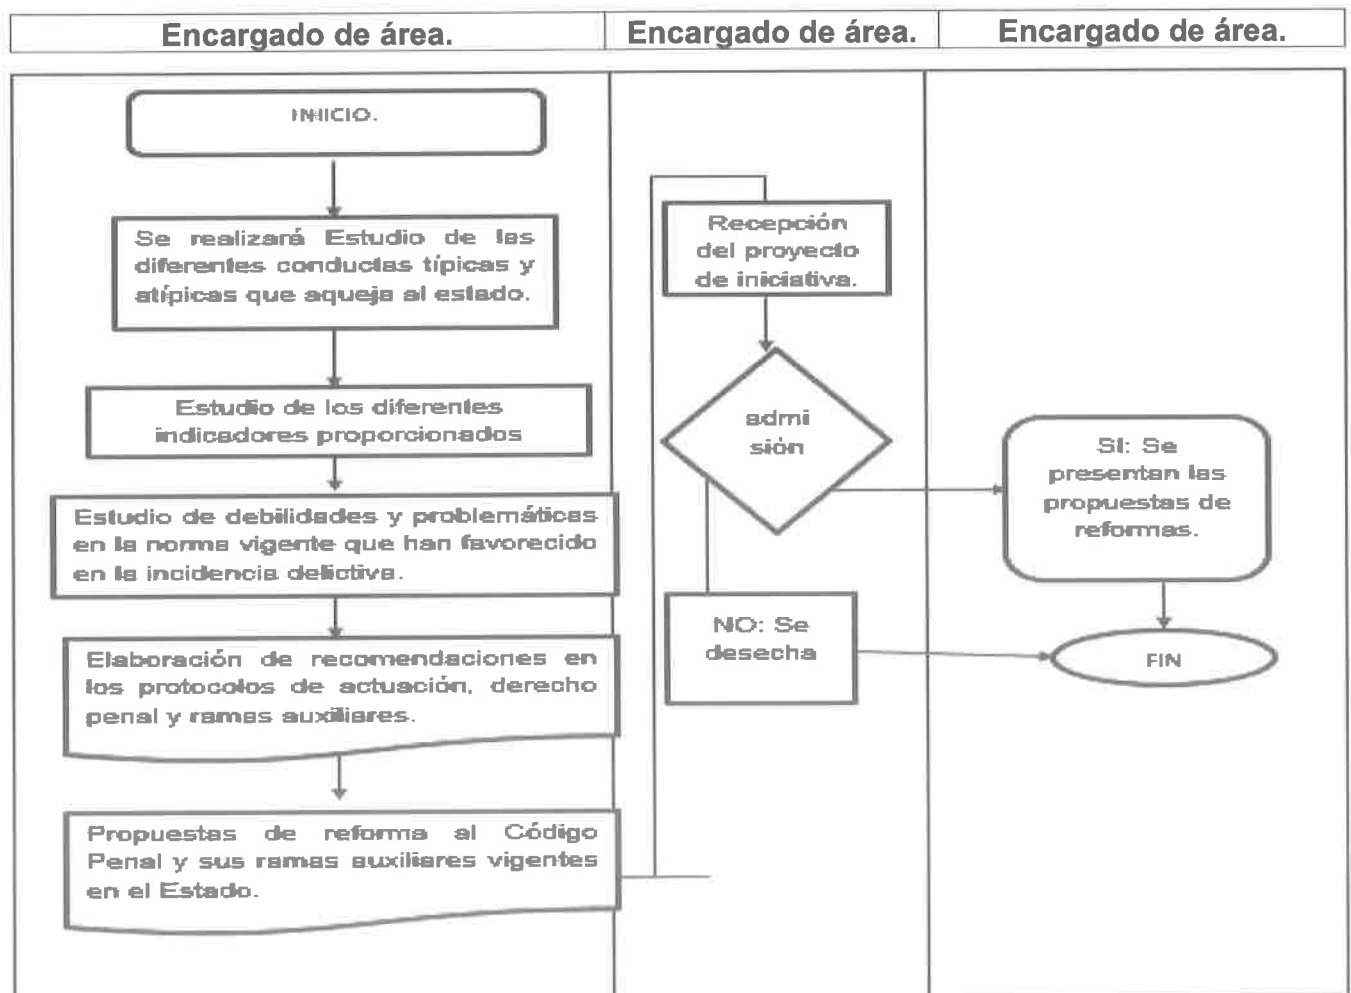 Encargado de área.
Encargado de área.
Encargado de área.
INICIO.
Se realizará Estudio de las
diferentes conductas típicas y
atípicas que aqueja al estado.
Estudio de los diferentes
indicadores proporcionados
Estudio de debilidades y problemáticas
en la norma vigente que han favorecido
en la incidencia delictiva.
Elaboración de recomendaciones en
los protocolos de actuación, derecho
penal y ramas auxiliares.
Propuestas de reforma al Código
Penal y sus ramas auxiliares vigentes
en el Estado.
Recepción
del proyecto
de iniciativa.
admi
sión
NO: Se
desecha
SI: Se
presentan las
propuestas de
reformas.
FIN